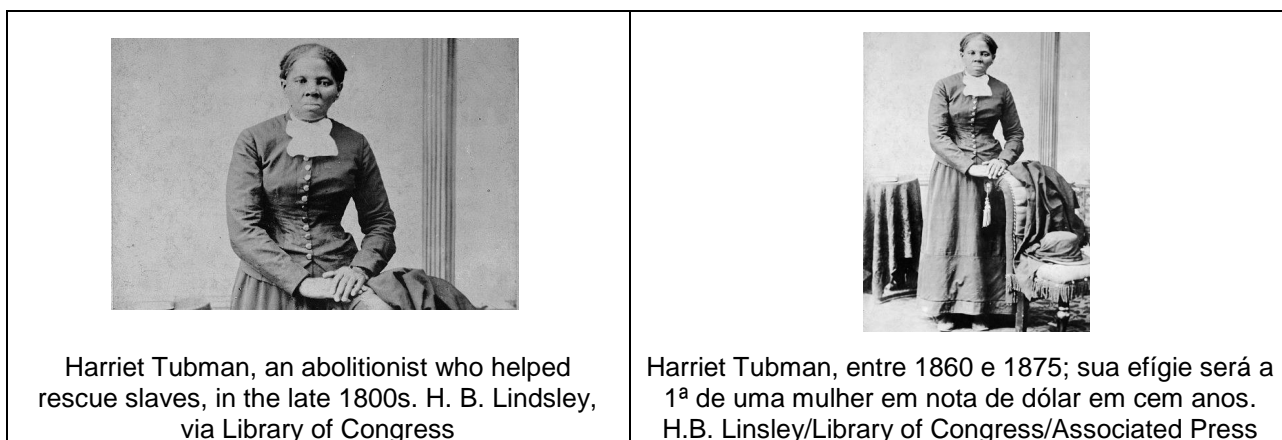 Harriet Tubman, an abolitionist who helped
rescue slaves, in the late 1800s. H. B. Lindsley,
via Library of Congress
Harriet Tubman, entre 1860 e 1875; sua efígie será a
1ª de uma mulher em nota de dólar em cem anos.
H.B. Linsley/Library of Congress/Associated Press